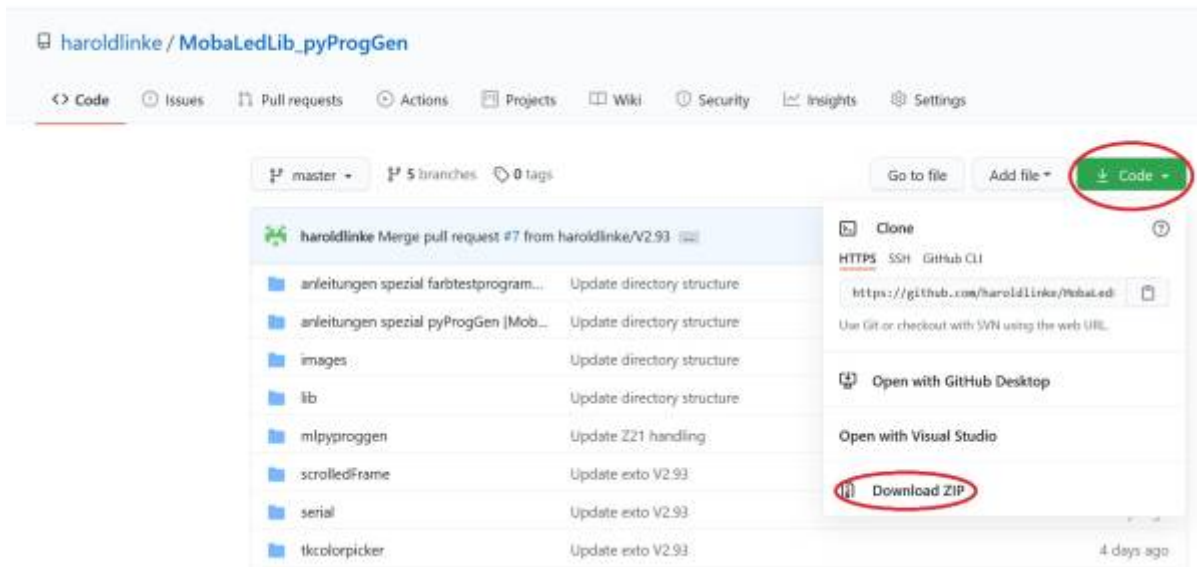 haroldlinke / MobaLedLib_pyProgGen
<> Code Issues Pull requests Actions Projects Wiki Security Insights Settings
master 5 branches 0 tags Go to file Add file Code
haroldlinke Merge pull request #7 from haroldlinke/V2.93 ...
Clone
HTTPS SSH GitHub CLI
https://github.com/haroldlinke/MobaLedl
Use Git or checkout with SVN using the web URL.
Open with GitHub Desktop
Open with Visual Studio
Download ZIP
anleitungen spezial farbtestprogram... Update directory structure
anleitungen spezial pyProgGen [Mob... Update directory structure
images Update directory structure
lib Update directory structure
mlpyproggen Update Z21 handling
scrolledFrame Update exto V2.93
serial Update exto V2.93
tkcolorpicker Update exto V2.93 4 days ago